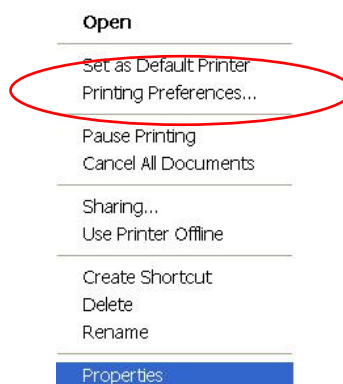 Open
Set as Default Printer
Printing Preferences...
Pause Printing
Cancel All Documents
Sharing...
Use Printer Offline
Create Shortcut
Delete
Rename
Properties